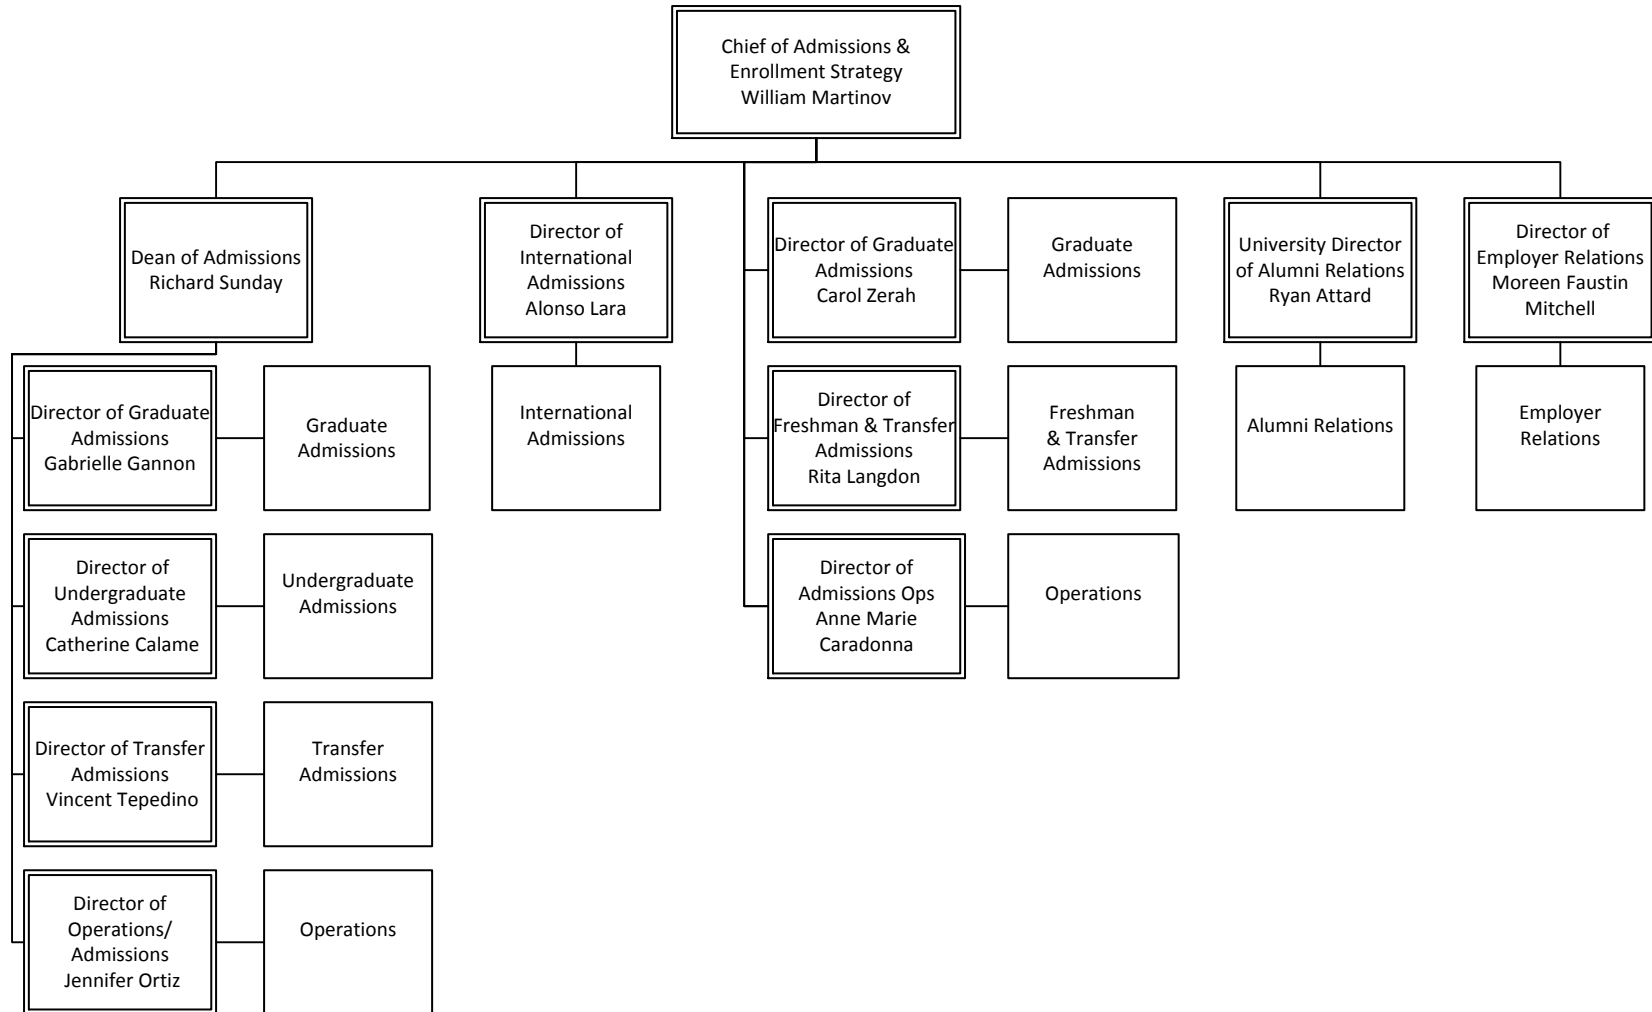 Chief of Admissions &
Enrollment Strategy
William Martinov
Dean of Admissions
Richard Sunday
Director of
International
Admissions
Alonso Lara
Director of Graduate
Admissions
Carol Zerah
Graduate
Admissions
University Director
of Alumni Relations
Ryan Attard
Director of
Employer Relations
Moreen Faustin
Mitchell
Director of Graduate
Admissions
Gabrielle Gannon
Graduate
Admissions
International
Admissions
Director of
Freshman & Transfer
Admissions
Rita Langdon
Freshman
& Transfer
Admissions
Alumni Relations
Employer
Relations
Director of
Undergraduate
Admissions
Catherine Calame
Undergraduate
Admissions
Director of
Admissions Ops
Anne Marie
Caradonna
Operations
Director of Transfer
Admissions
Vincent Tepedino
Transfer
Admissions
Director of
Operations/
Admissions
Jennifer Ortiz
Operations